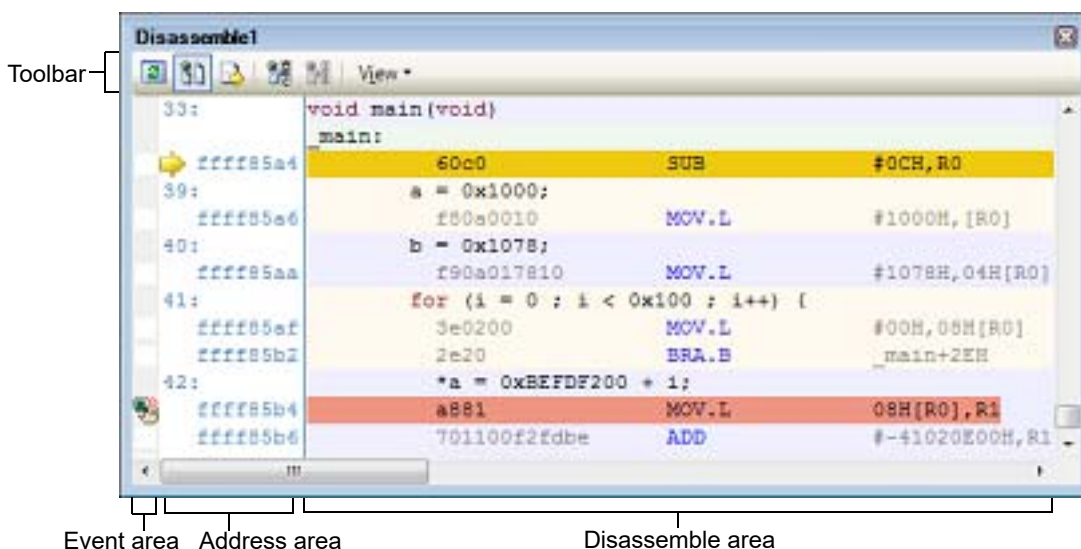 Disassemble1
Toolbar
View
33: void main(void)
_main:
ffff85a4 60c0 SUB #0CH,R0
39: a = 0x1000;
ffff85a6 f80a0010 MOV.L #1000H,[R0]
40: b = 0x1078;
ffff85aa f90a017810 MOV.L #1078H,04H[R0]
41: for (i = 0 ; i < 0x100 ; i++) {
ffff85af 3e0200 MOV.L #00H,08H[R0]
ffff85b2 2e20 BRA.B _main+2EH
42: *a = 0xBEFDF200 + i;
ffff85b4 a881 MOV.L 08H[R0],R1
ffff85b6 701100f2fdbe ADD #-41020E00H,R1
Event area Address area Disassemble area